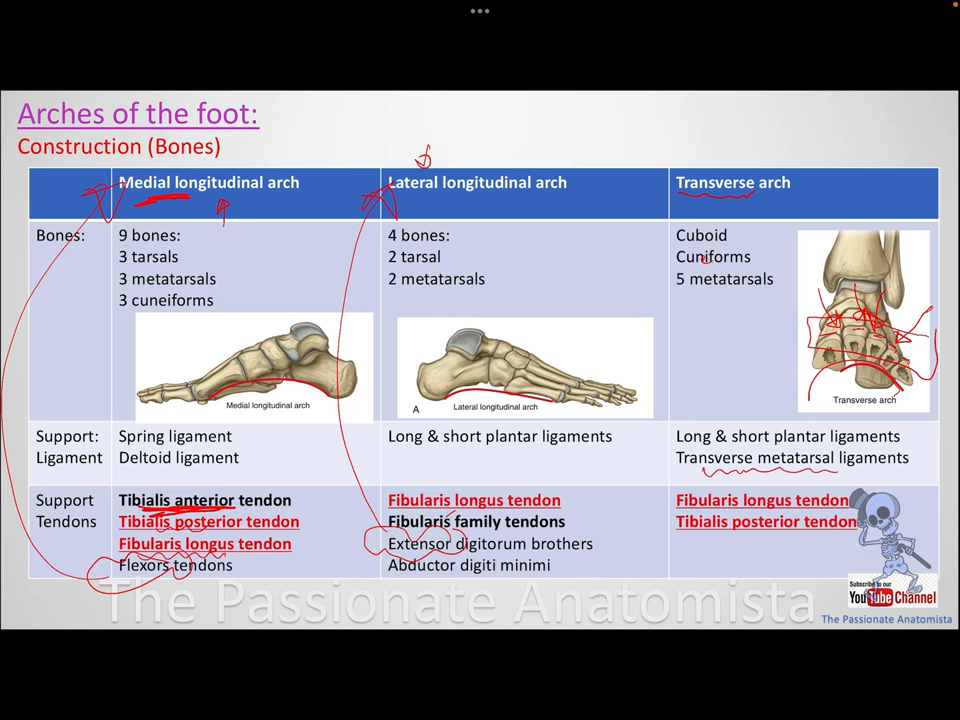 Arches of the foot:
Construction (Bones)
Medial longitudinal arch
Lateral longitudinal arch
Transverse arch
Bones:
9 bones:
3 tarsals
3 metatarsals
3 cuneiforms
Medial longitudinal arch
4 bones:
2 tarsal
2 metatarsals
A
Lateral longitudinal arch
Cuboid
Cuniforms
5 metatarsals
Transverse arch
Support:
Ligament
Spring ligament
Deltoid ligament
Long & short plantar ligaments
Long & short plantar ligaments
Transverse metatarsal ligaments
Support
Tendons
Tibialis anterior tendon
Tibialis posterior tendon
Fibularis longus tendon
Flexors tendons
Fibularis longus tendon
Fibularis family tendons
Extensor digitorum brothers
Abductor digiti minimi
Fibularis longus tendon
Tibialis posterior tendon
The Passionate Anatomista
Subscribe to our
YouTube Channel
The Passionate Anatomista